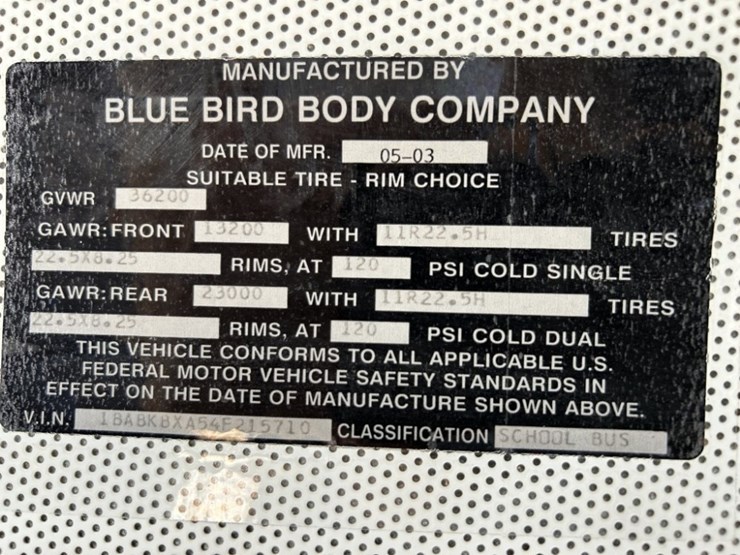 MANUFACTURED BY
BLUE BIRD BODY COMPANY
DATE OF MFR. 05-03
SUITABLE TIRE - RIM CHOICE
GVWR 36200
GAWR: FRONT 13200 WITH 11R22.5H TIRES
22.5X8.25 RIMS, AT 120 PSI COLD SINGLE
GAWR: REAR 23000 WITH 11R22.5H TIRES
22.5X8.25 RIMS, AT 120 PSI COLD DUAL
THIS VEHICLE CONFORMS TO ALL APPLICABLE U.S.
FEDERAL MOTOR VEHICLE SAFETY STANDARDS IN
EFFECT ON THE DATE OF MANUFACTURE SHOWN ABOVE.
V.I.N. 1BABKBXA54F215710 CLASSIFICATION SCHOOL BUS